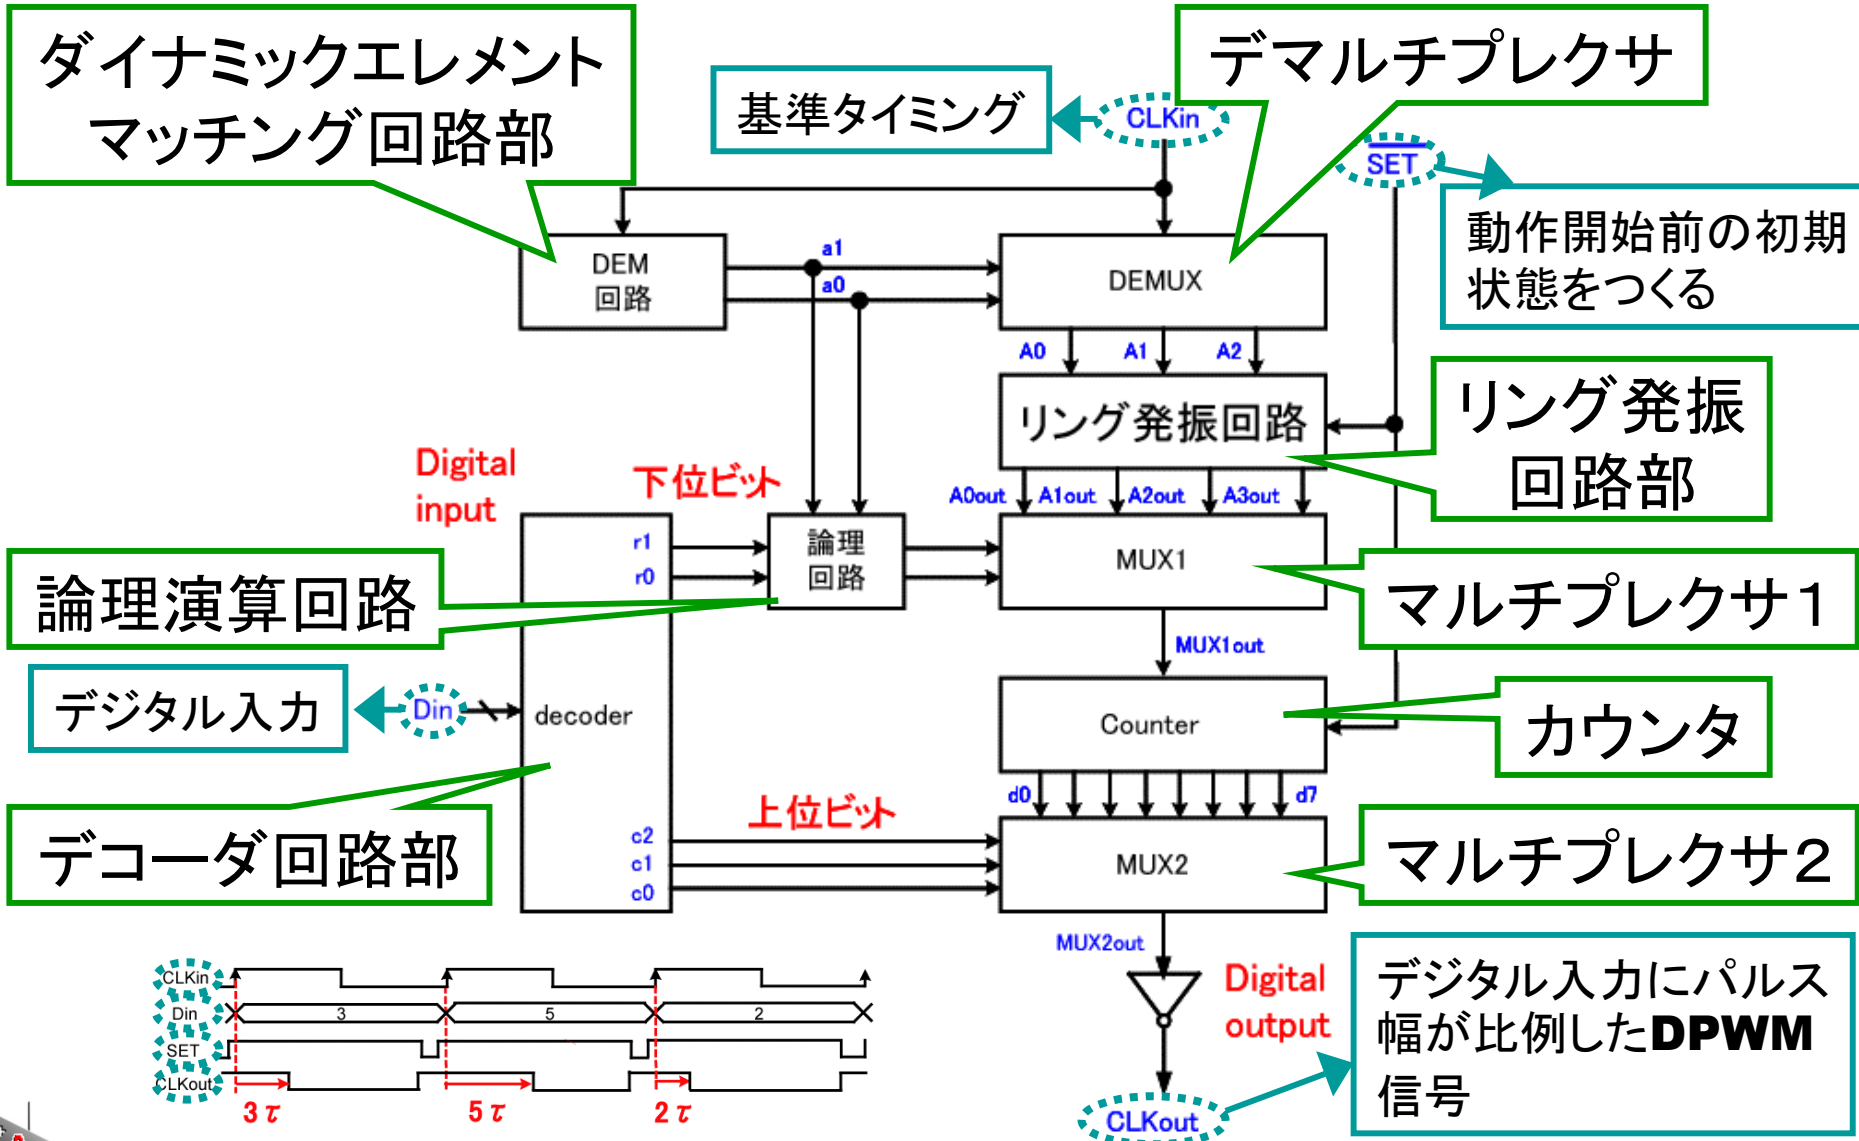 ダイナミックエレメント
マッチング回路部
基準タイミング
CLKin
デマルチプレクサ
SET
動作開始前の初期
状態をつくる
DEM
回路
a1
a0
DEMUX
A0
A1
A2
リング発振回路
リング発振
回路部
Digital
input
下位ビット
A0out
A1out
A2out
A3out
r1
r0
論理
回路
MUX1
論理演算回路
マルチプレクサ1
MUX1out
デジタル入力
Din
decoder
Counter
カウンタ
d0
d7
上位ビット
デコーダ回路部
c2
c1
c0
MUX2
マルチプレクサ2
MUX2out
Digital
output
デジタル入力にパルス
幅が比例したDPWM
信号
CLKout
CLKin
Din
3
5
2
SET
CLKout
3τ
5τ
2τ